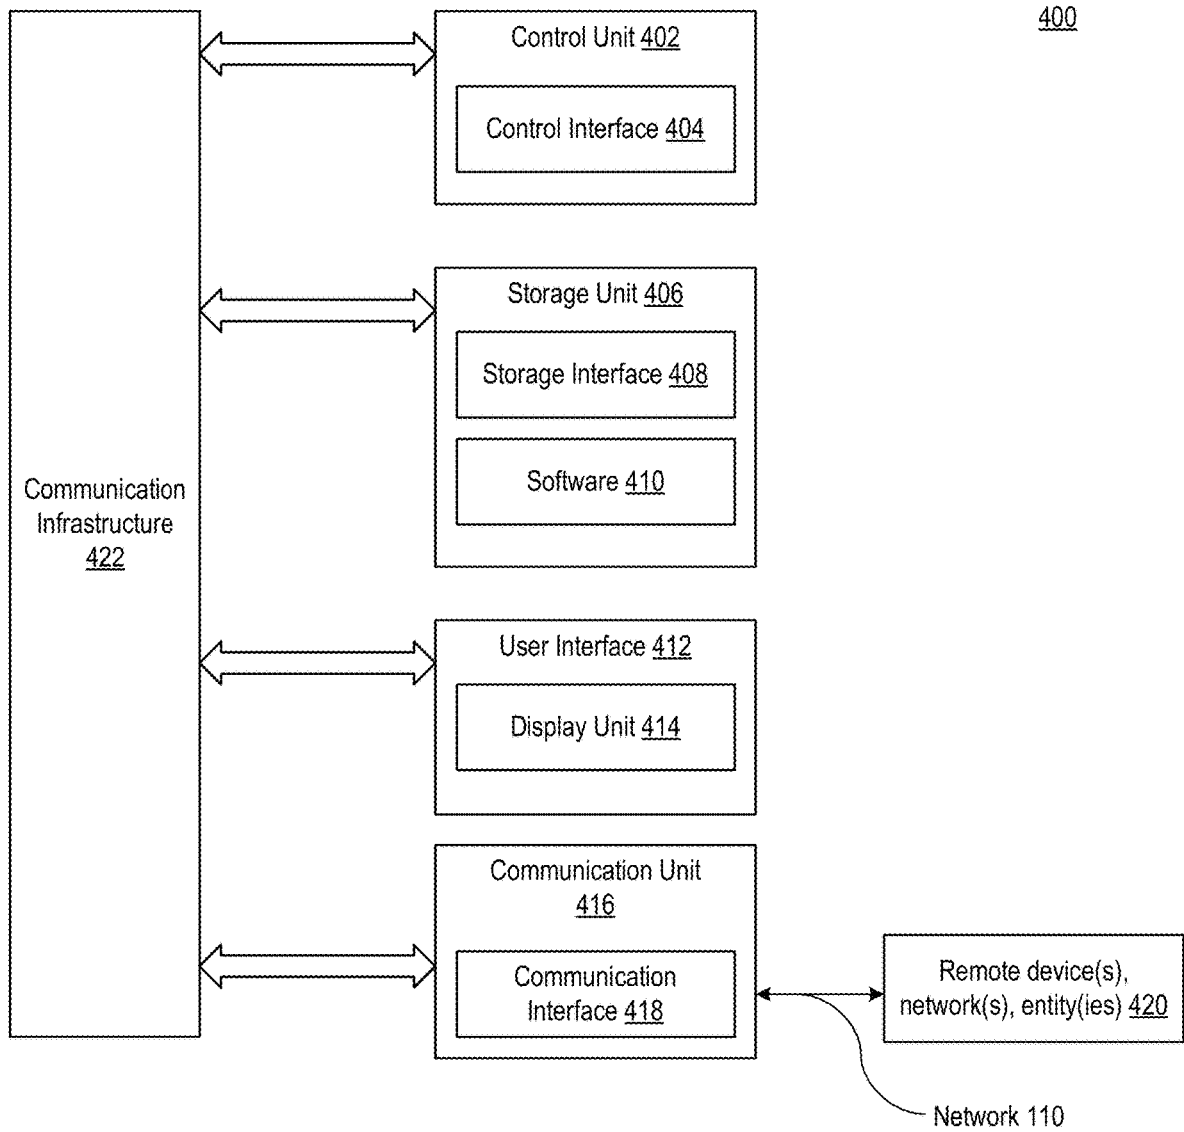 400
Control Unit 402
Control Interface 404
Storage Unit 406
Storage Interface 408
Software 410
Communication
Infrastructure
422
User Interface 412
Display Unit 414
Communication Unit
416
Communication
Interface 418
Remote device(s),
network(s), entity(ies) 420
Network 110